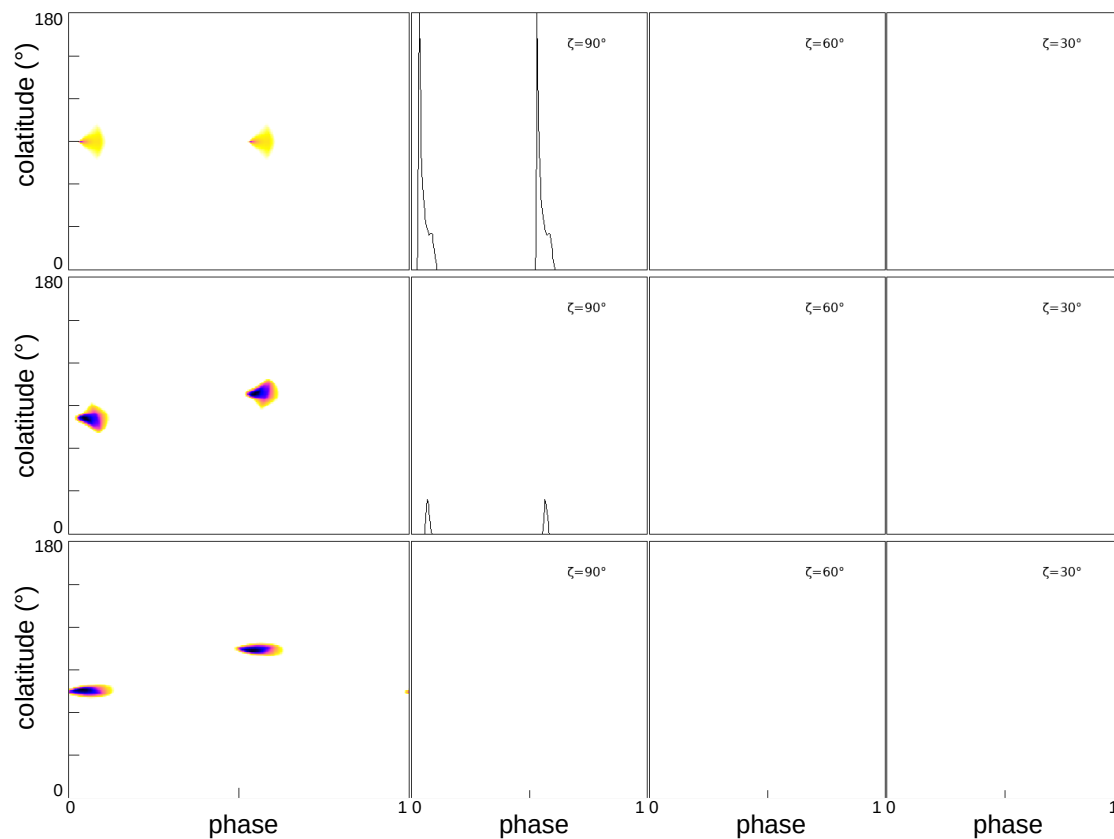 180
colatitude (°)
0
ζ=90°
ζ=60°
ζ=30°
180
colatitude (°)
0
ζ=90°
ζ=60°
ζ=30°
180
colatitude (°)
0
ζ=90°
ζ=60°
ζ=30°
0 1 0 1 0 1 0 1
phase phase phase phase